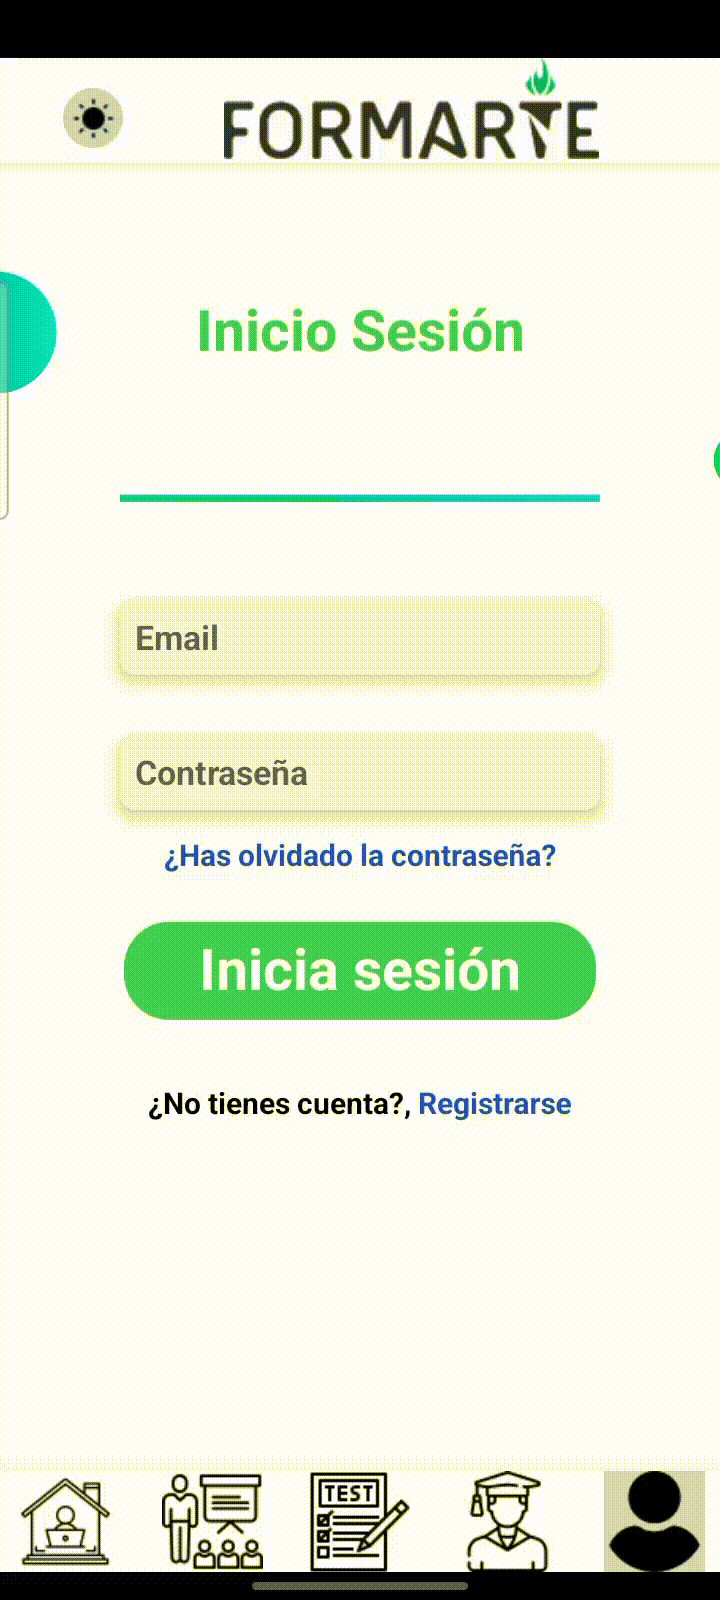 FORMARTE
Inicio Sesión
Email
Contraseña
¿Has olvidado la contraseña?
Inicia sesión
¿No tienes cuenta?, Registrarse
TEST